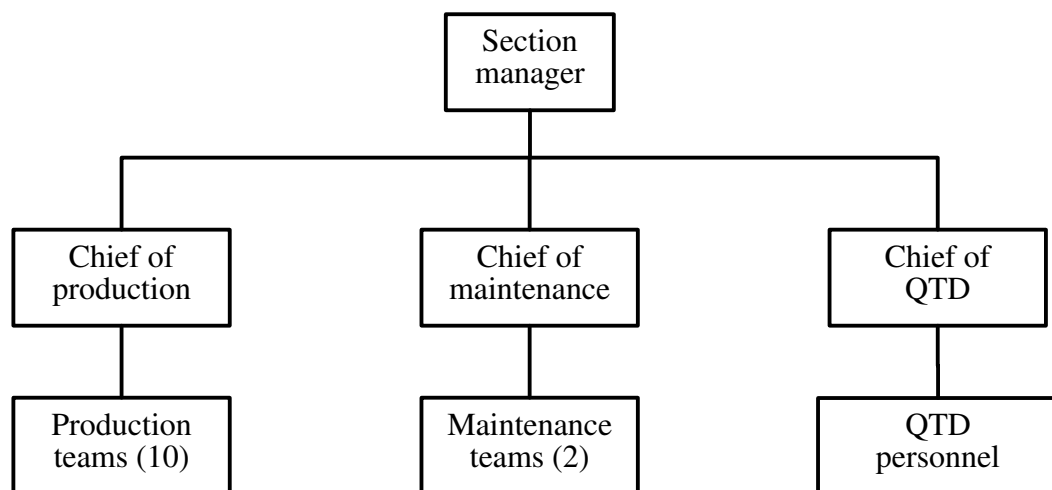 Section
manager
Chief of
production
Chief of
maintenance
Chief of
QTD
Production
teams (10)
Maintenance
teams (2)
QTD
personnel